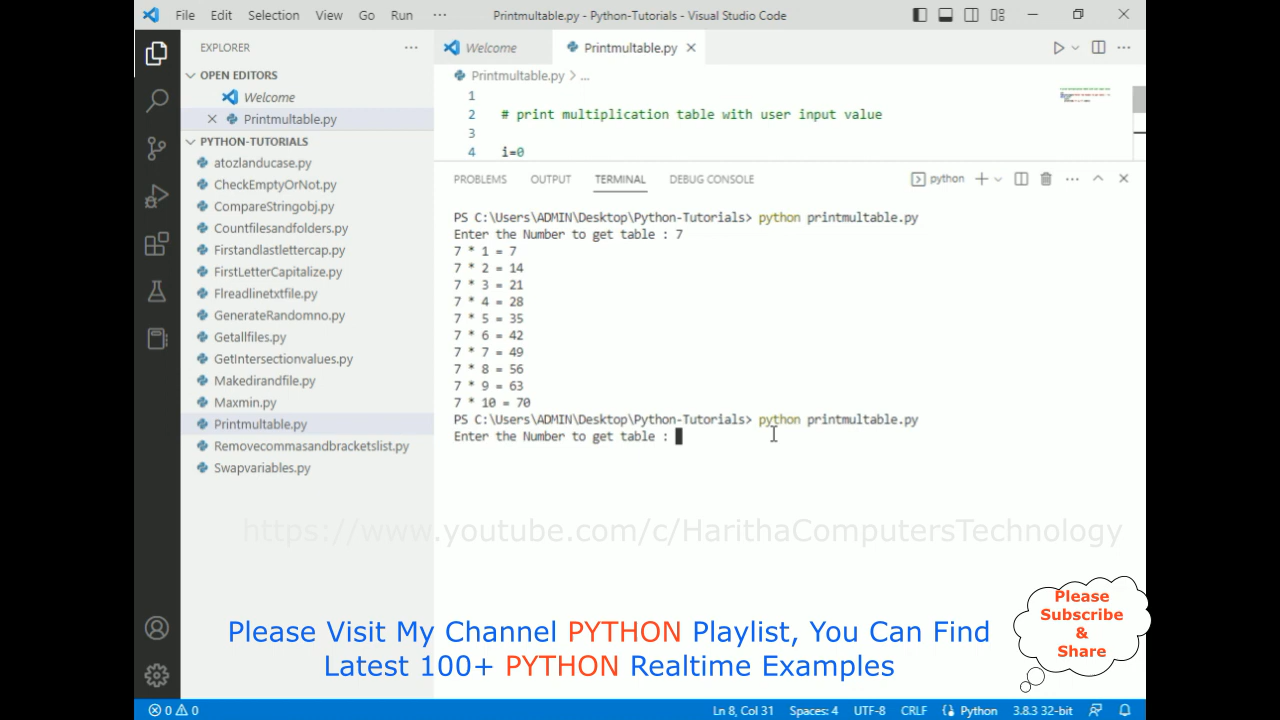 File Edit Selection View Go Run ··· Printmultable.py - Python-Tutorials - Visual Studio Code
EXPLORER ···
OPEN EDITORS
Welcome
Printmultable.py
PYTHON-TUTORIALS
atozlanducase.py
CheckEmptyOrNot.py
CompareStringobj.py
Countfilesandfolders.py
Firstandlastlettercap.py
FirstLetterCapitalize.py
Flreadlinetxtfile.py
GenerateRandomno.py
Getallfiles.py
GetIntersectionvalues.py
Makedirandfile.py
Maxmin.py
Printmultable.py
Removecommasandbracketslist.py
Swapvariables.py
Welcome Printmultable.py
Printmultable.py > ...
1
2 # print multiplication table with user input value
3
4 i=0
PROBLEMS OUTPUT TERMINAL DEBUG CONSOLE python
PS C:\Users\ADMIN\Desktop\Python-Tutorials> python printmultable.py
Enter the Number to get table : 7
7 * 1 = 7
7 * 2 = 14
7 * 3 = 21
7 * 4 = 28
7 * 5 = 35
7 * 6 = 42
7 * 7 = 49
7 * 8 = 56
7 * 9 = 63
7 * 10 = 70
PS C:\Users\ADMIN\Desktop\Python-Tutorials> python printmultable.py
Enter the Number to get table :
https://www.youtube.com/c/HarithaComputersTechnology
Please Visit My Channel PYTHON Playlist, You Can Find
Latest 100+ PYTHON Realtime Examples
Please
Subscribe
&
Share
0 0 Ln 8, Col 31 Spaces: 4 UTF-8 CRLF Python 3.8.3 32-bit